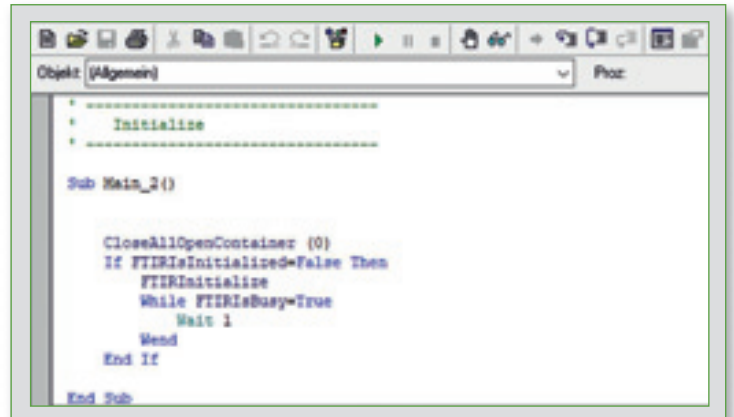 Objekt: (Allgemein) Proz:
' ================================
' Initialize
' ================================
Sub Main_2()
CloseAllOpenContainer (0)
If FTIRIsInitialized=False Then
FTIRInitialize
While FTIRIsBusy=True
Wait 1
Wend
End If
End Sub